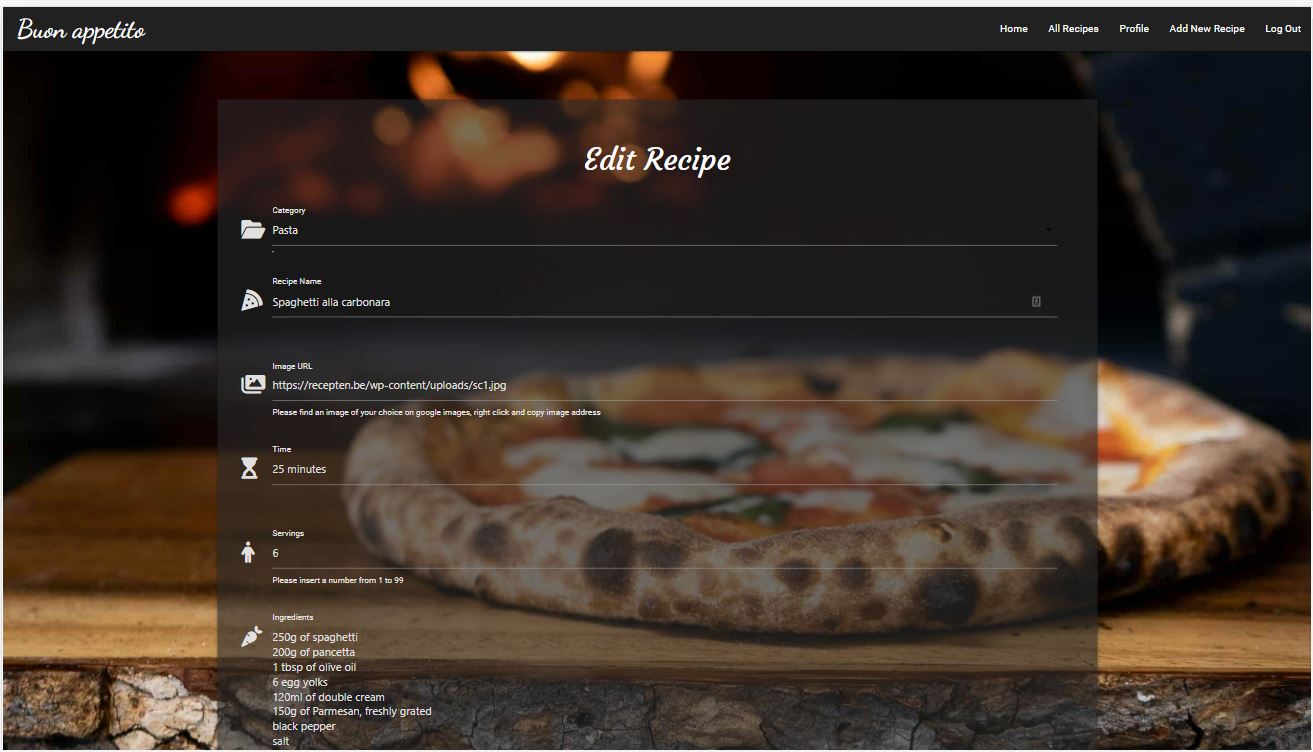 Buon appetito
Home
All Recipes
Profile
Add New Recipe
Log Out
Edit Recipe
Category
Pasta
Recipe Name
Spaghetti alla carbonara
Image URL
https://recepten.be/wp-content/uploads/sc1.jpg
Please find an image of your choice on google images, right click and copy image address
Time
25 minutes
Servings
6
Please insert a number from 1 to 99
Ingredients
250g of spaghetti
200g of pancetta
1 tbsp of olive oil
6 egg yolks
120ml of double cream
150g of Parmesan, freshly grated
black pepper
salt